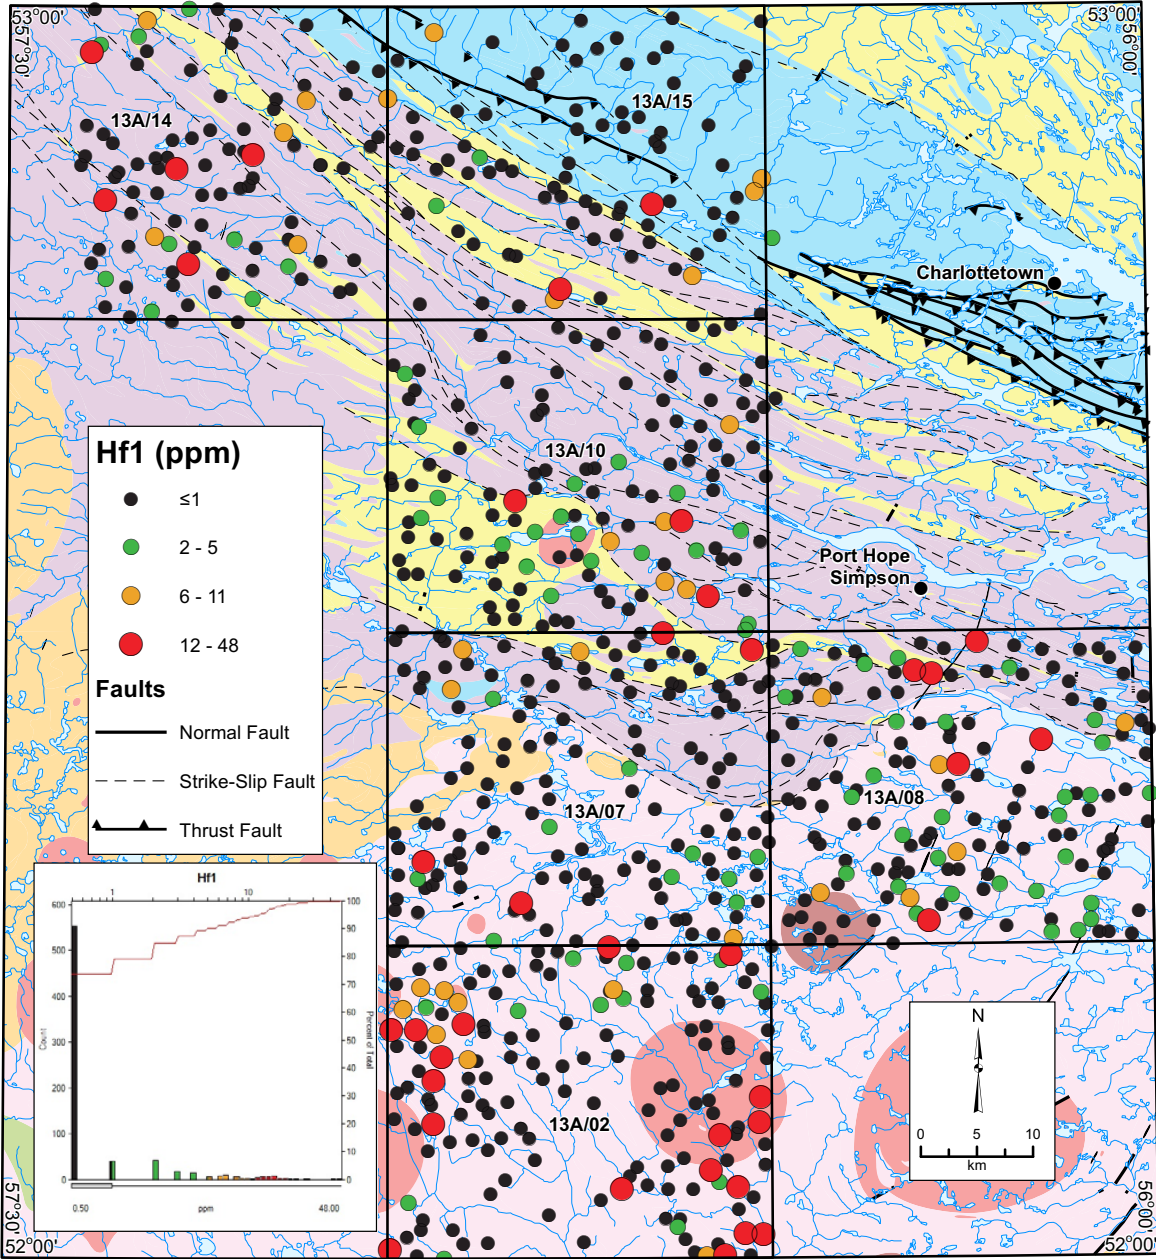 53°00'
57°30'
53°00'
56°00'
13A/14
13A/15
Charlottetown
13A/10
Port Hope
Simpson
13A/07
13A/08
13A/02
Hf1 (ppm)
≤1
2 - 5
6 - 11
12 - 48
Faults
Normal Fault
Strike-Slip Fault
Thrust Fault
Hf1
1 10
600
500
400
300
200
100
0
Count
100
90
80
70
60
50
40
30
20
10
0
Percent of Total
0.50 ppm 48.00
N
0 5 10
km
57°30'
52°00'
56°00'
52°00'